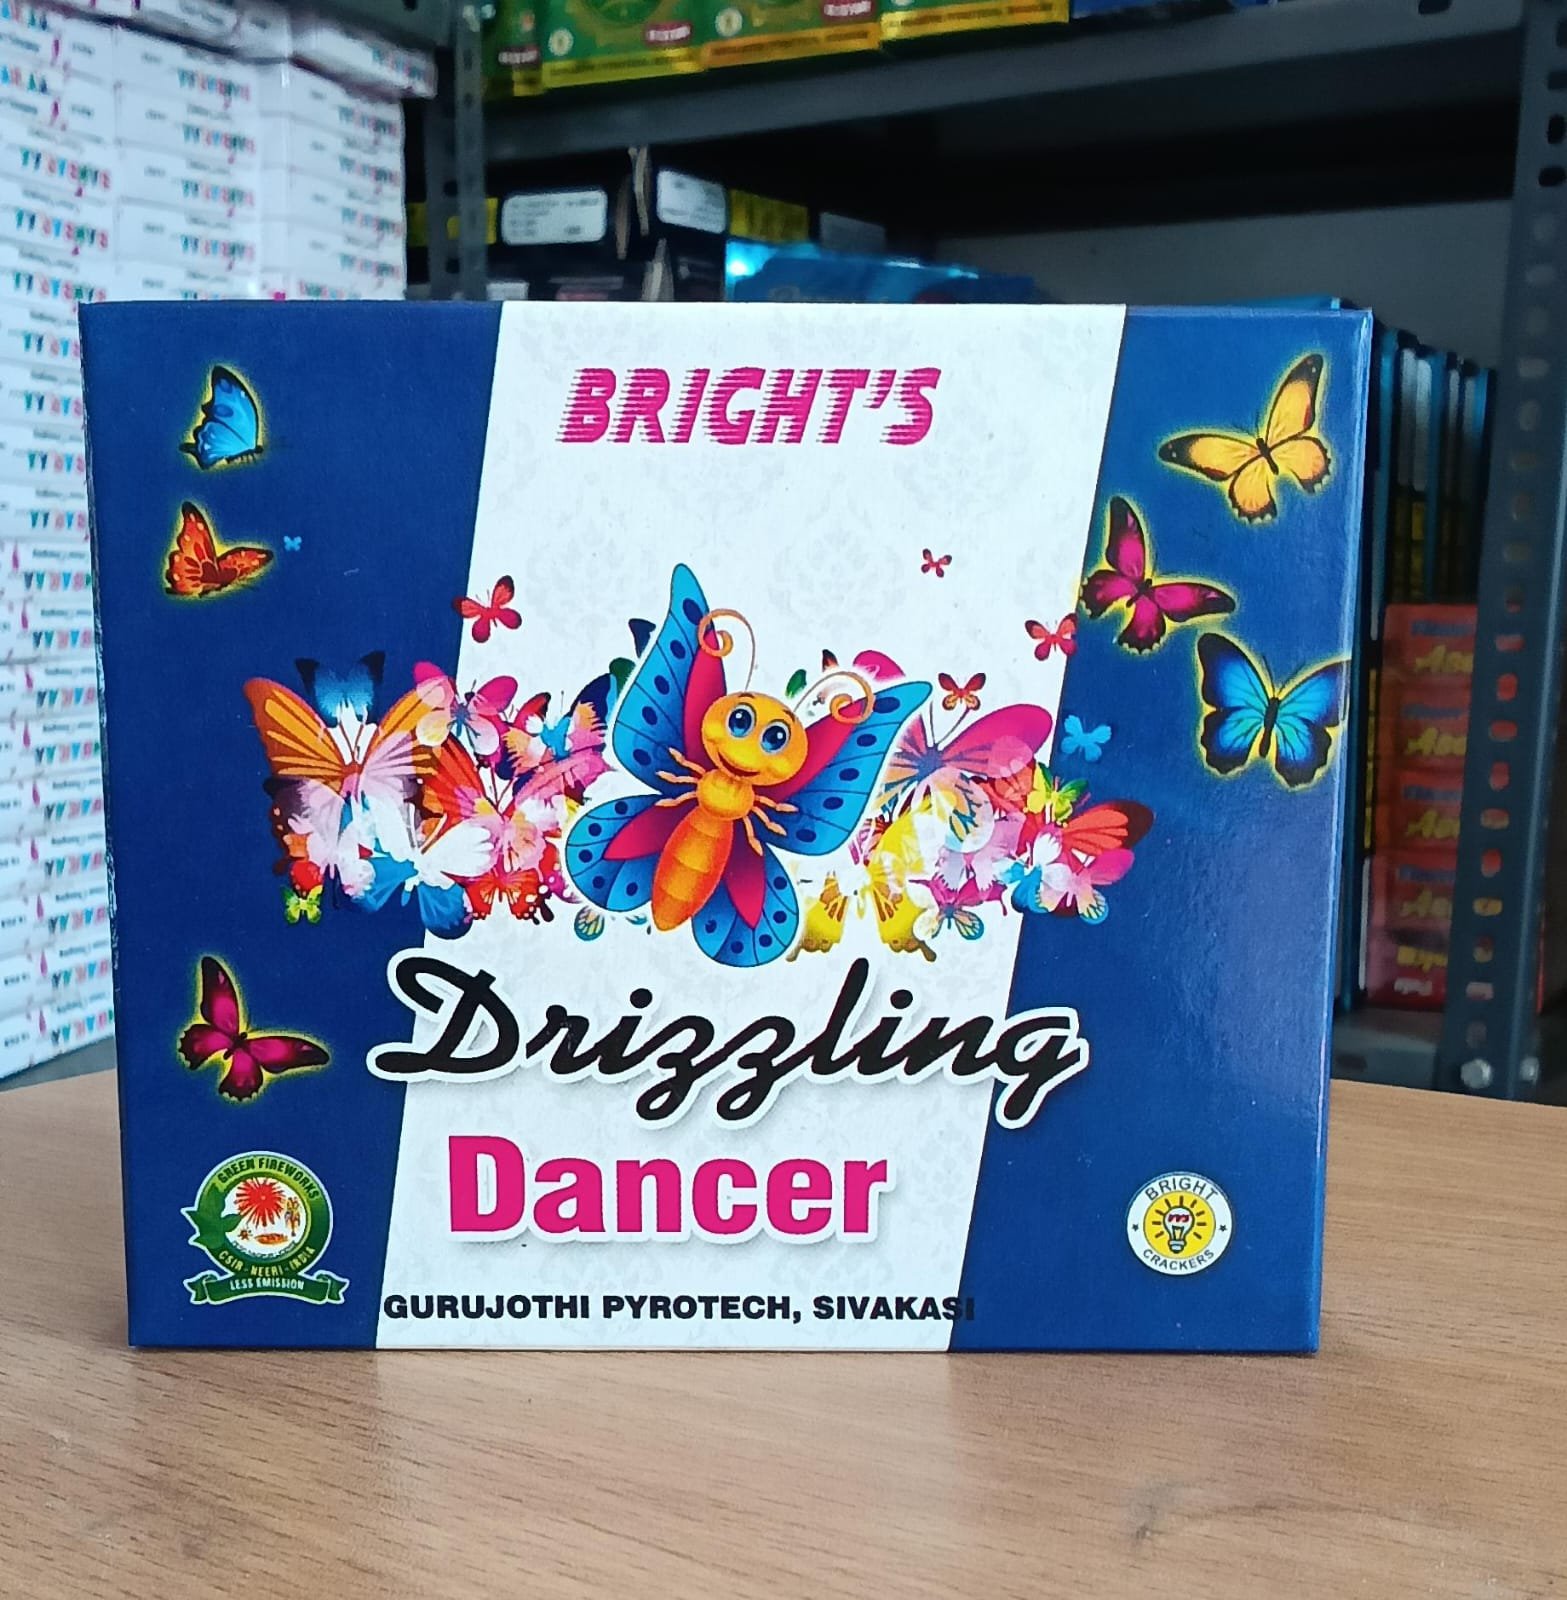 BRIGHT'S
Drizzling
Dancer
GREEN FIREWORKS
CSIR - NEERI - INDIA
LESS EMISSION
BRIGHT
CRACKERS
GURUJOTHI PYROTECH, SIVAKASI